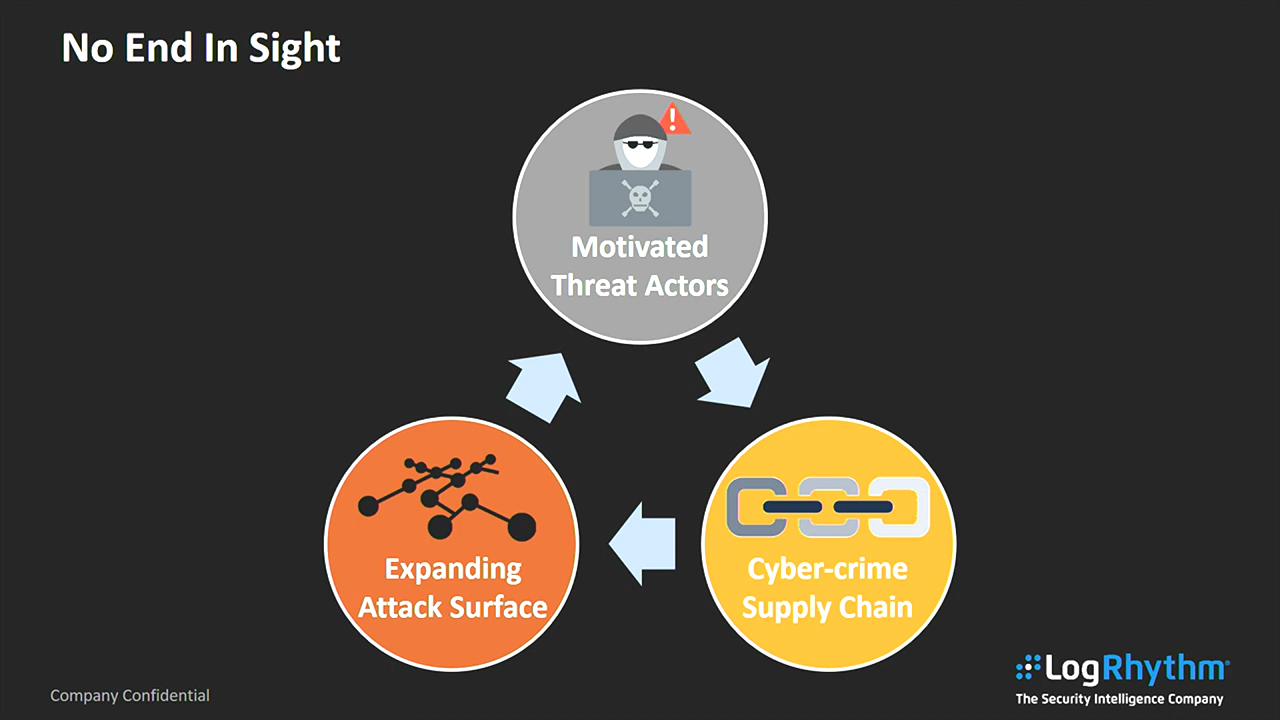 No End In Sight
Motivated
Threat Actors
Expanding
Attack Surface
Cyber-crime
Supply Chain
LogRhythm
The Security Intelligence Company
Company Confidential